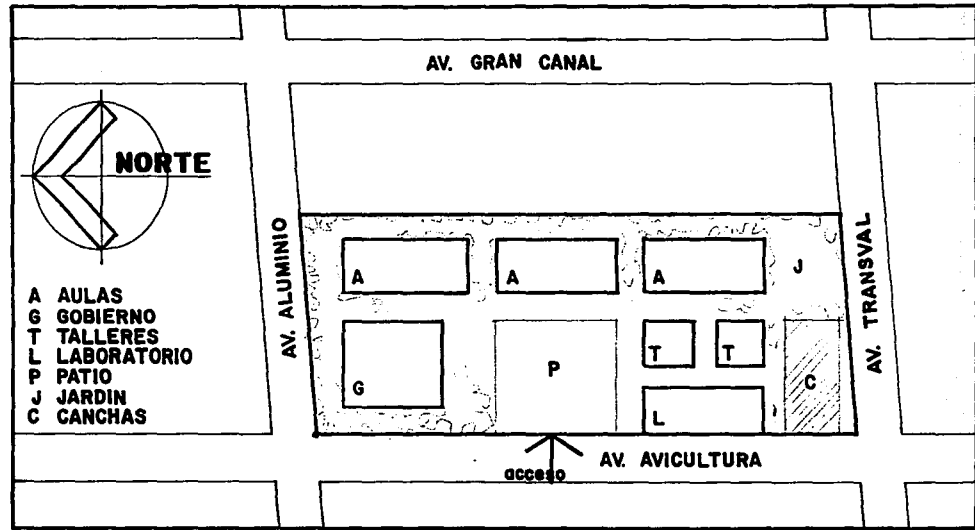 AV. GRAN CANAL
NORTE
AV. ALUMINIO
AV. TRANSVAL
A AULAS
G GOBIERNO
T TALLERES
L LABORATORIO
P PATIO
J JARDIN
C CANCHAS
A
A
A
J
G
P
T
T
C
L
acceso
AV. AVICULTURA